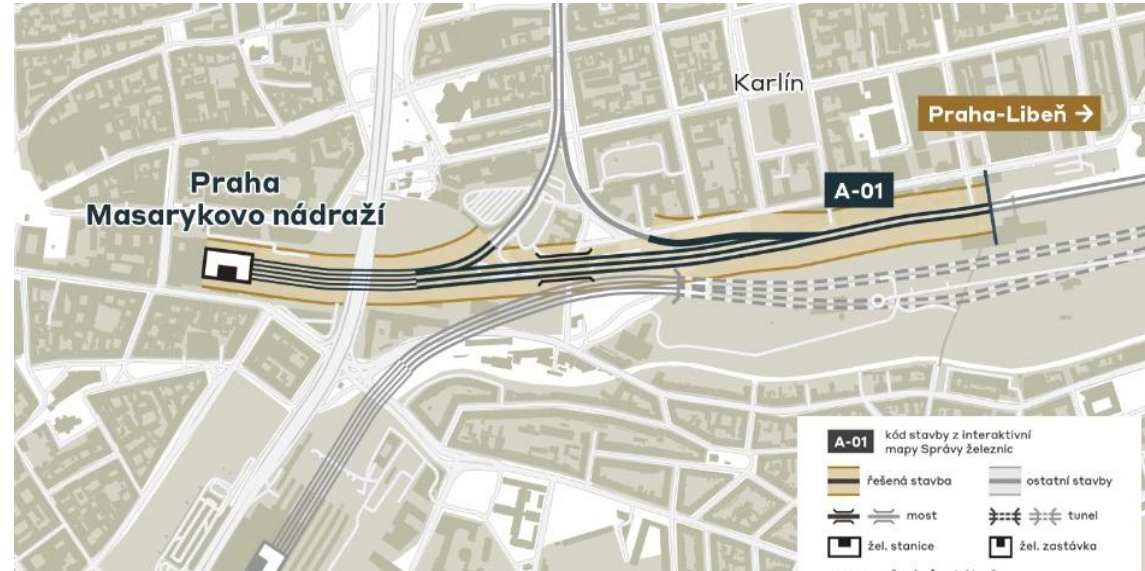 Karlín
Praha-Libeň →
Praha
Masarykovo nádraží
A-01
A-01 kód stavby z interaktivní
mapy Správy železnic
řešená stavba
ostatní stavby
most
tunel
žel. stanice
žel. zastávka